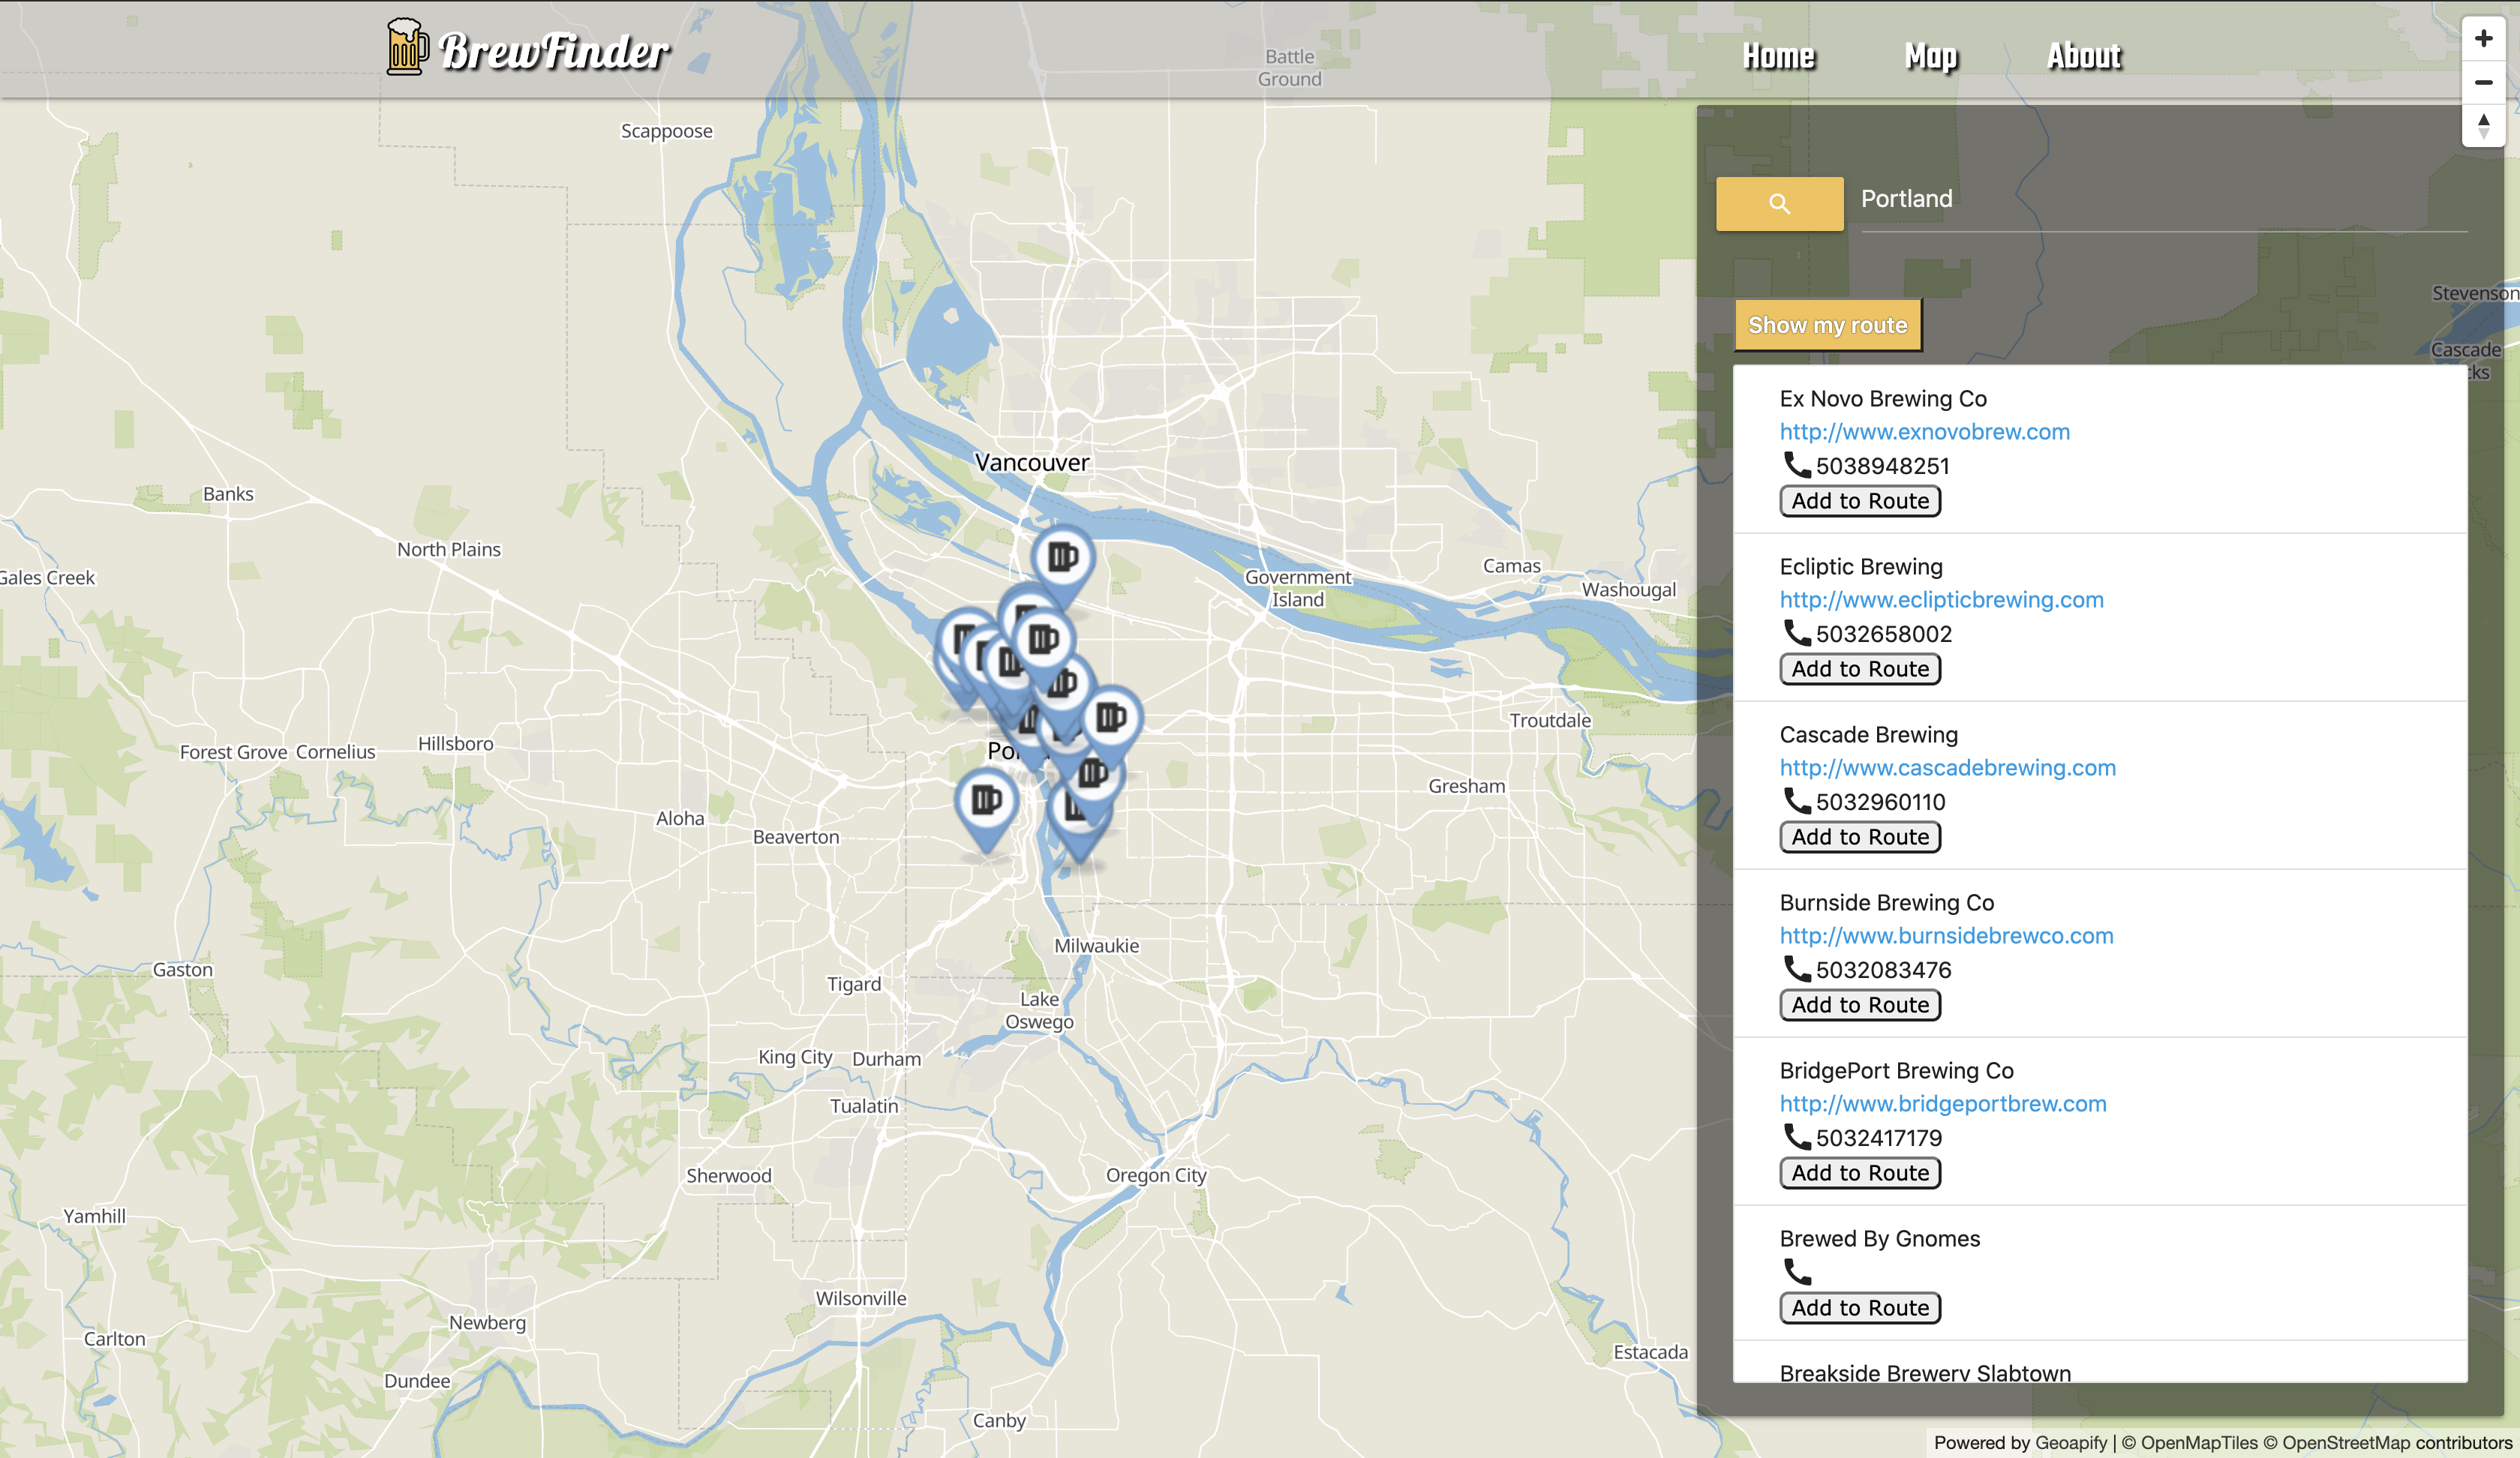 BrewFinder
Home
Map
About
Battle
Ground
Scappoose
Portland
Stevenson
Show my route
Cascade
Ex Novo Brewing Co
http://www.exnovobrew.com
5038948251
Add to Route
Ecliptic Brewing
http://www.eclipticbrewing.com
5032658002
Add to Route
Cascade Brewing
http://www.cascadebrewing.com
5032960110
Add to Route
Burnside Brewing Co
http://www.burnsidebrewco.com
5032083476
Add to Route
BridgePort Brewing Co
http://www.bridgeportbrew.com
5032417179
Add to Route
Brewed By Gnomes
Add to Route
Breakside Brewery Slabtown
Vancouver
Banks
North Plains
Gales Creek
Camas
Government
Island
Washougal
Troutdale
Forest Grove
Cornelius
Hillsboro
Gresham
Aloha
Beaverton
Milwaukie
Gaston
Tigard
Lake
Oswego
King City
Durham
Tualatin
Sherwood
Oregon City
Yamhill
Wilsonville
Newberg
Carlton
Estacada
Dundee
Canby
Powered by Geoapify | © OpenMapTiles © OpenStreetMap contributors